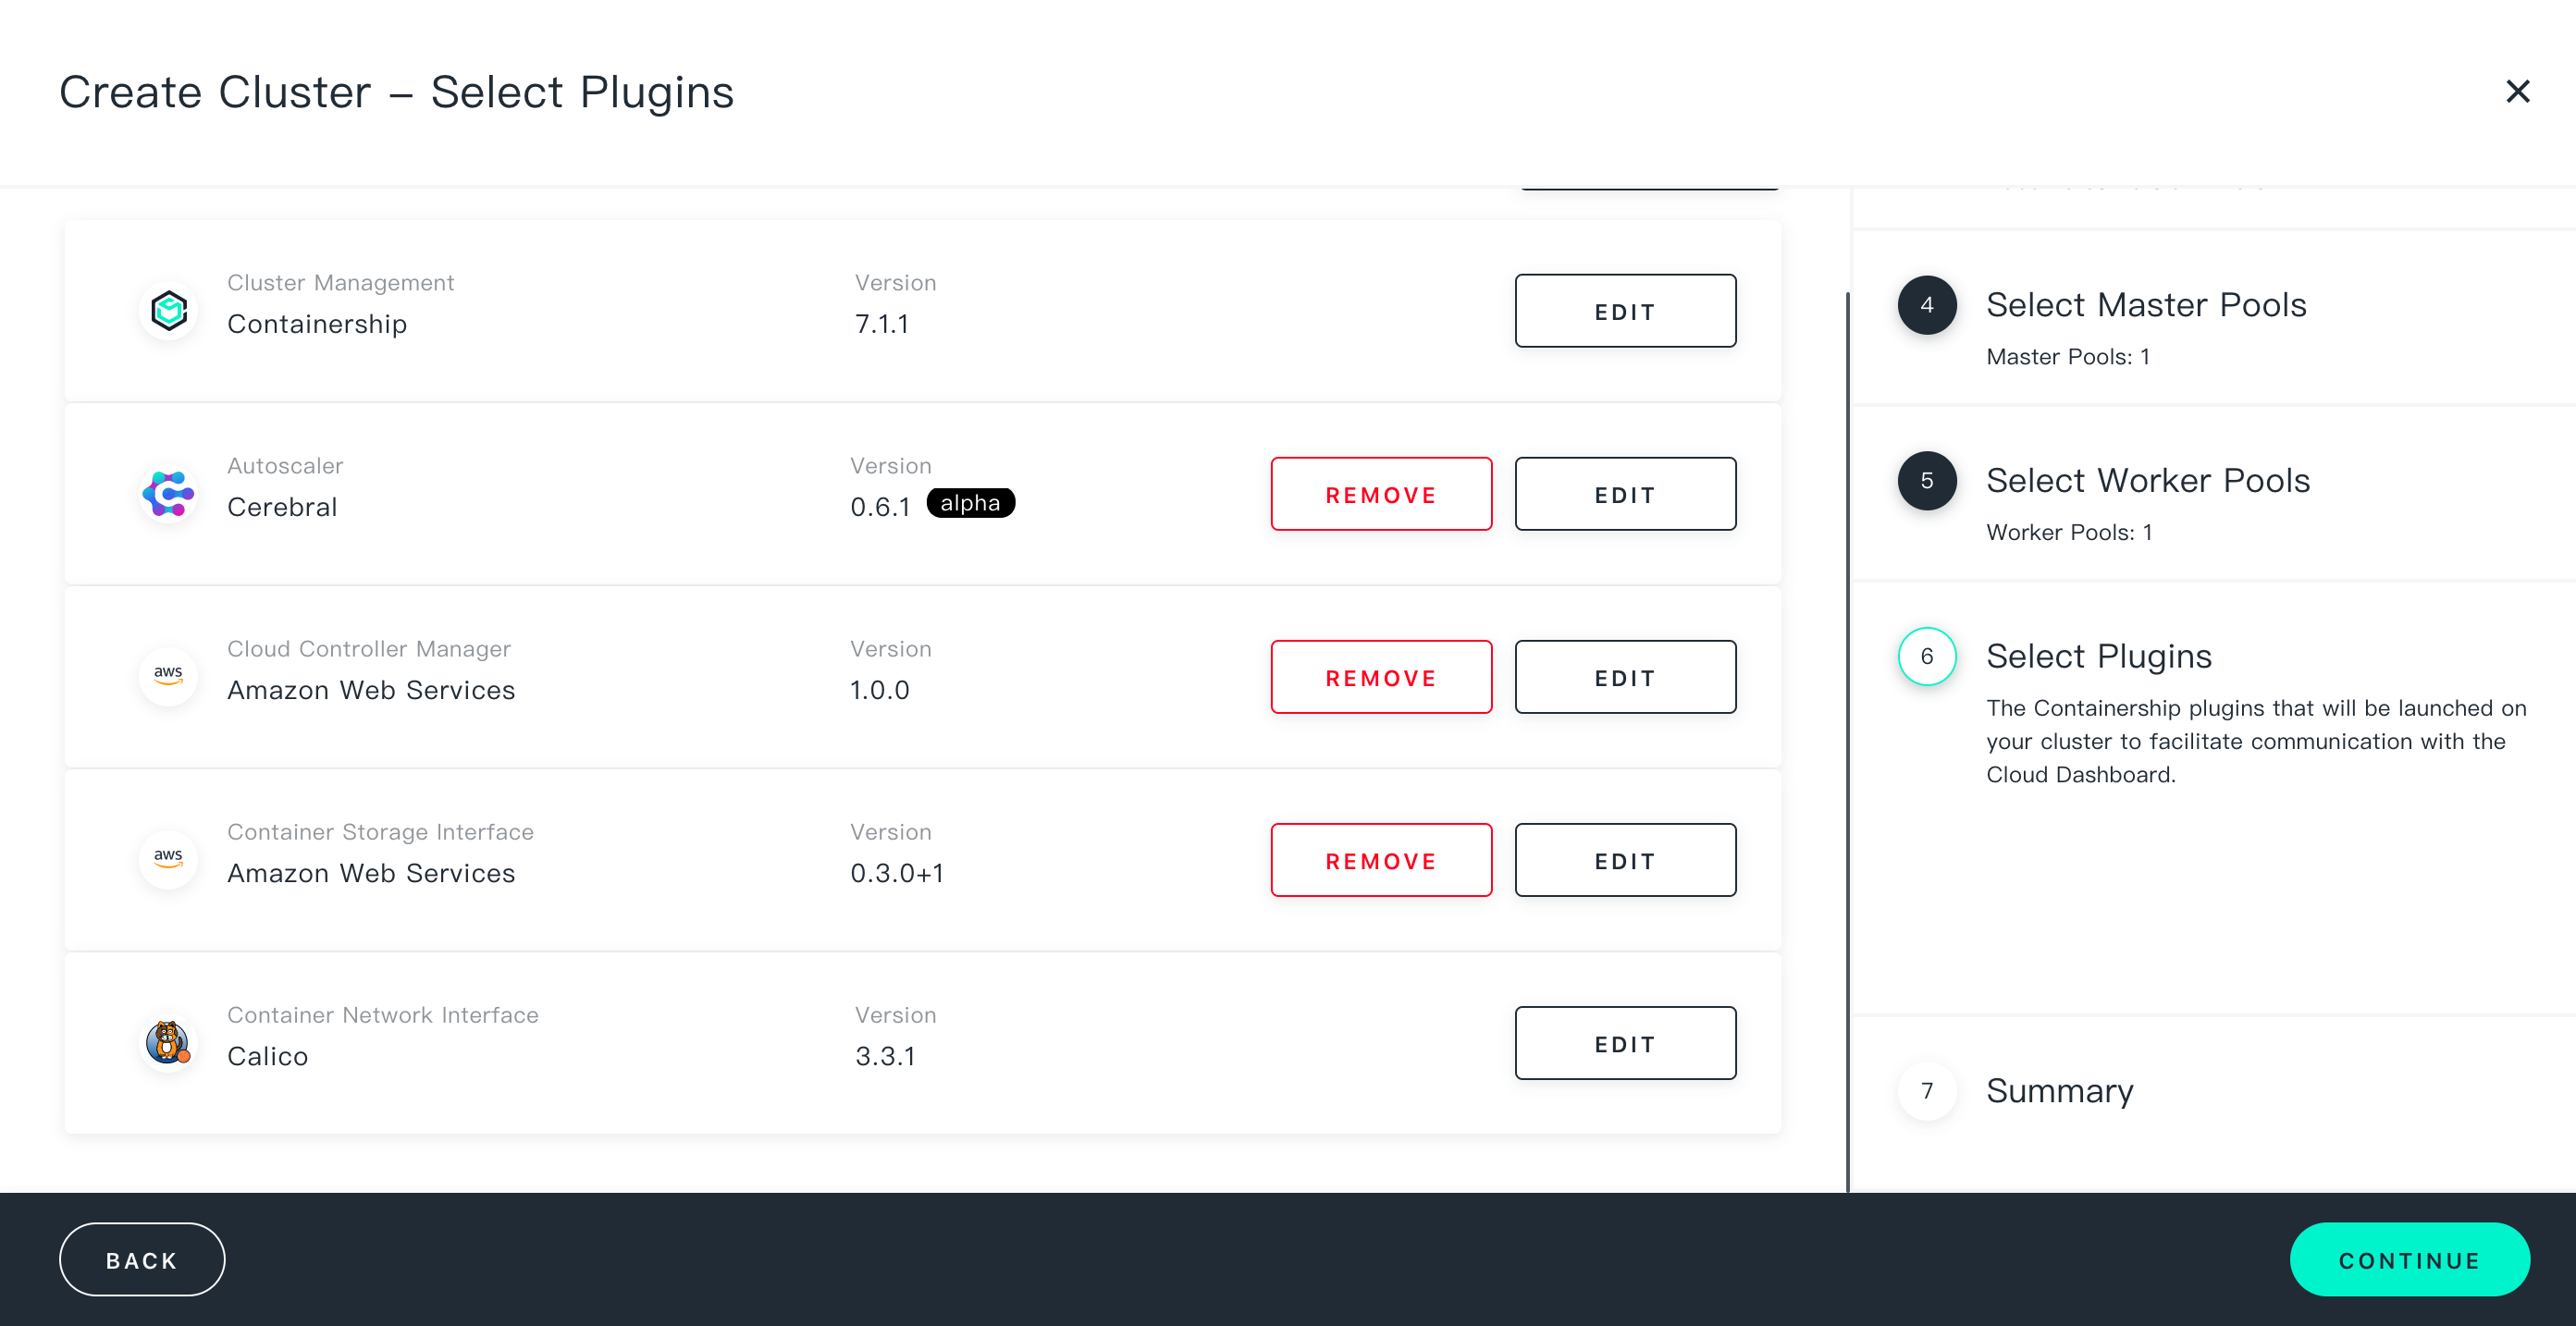 Create Cluster – Select Plugins
Cluster Management
Containership
Version
7.1.1
EDIT
Autoscaler
Cerebral
Version
0.6.1 alpha
REMOVE
EDIT
aws
Cloud Controller Manager
Amazon Web Services
Version
1.0.0
REMOVE
EDIT
aws
Container Storage Interface
Amazon Web Services
Version
0.3.0+1
REMOVE
EDIT
Container Network Interface
Calico
Version
3.3.1
EDIT
4
Select Master Pools
Master Pools: 1
5
Select Worker Pools
Worker Pools: 1
6
Select Plugins
The Containership plugins that will be launched on
your cluster to facilitate communication with the
Cloud Dashboard.
7
Summary
BACK
CONTINUE